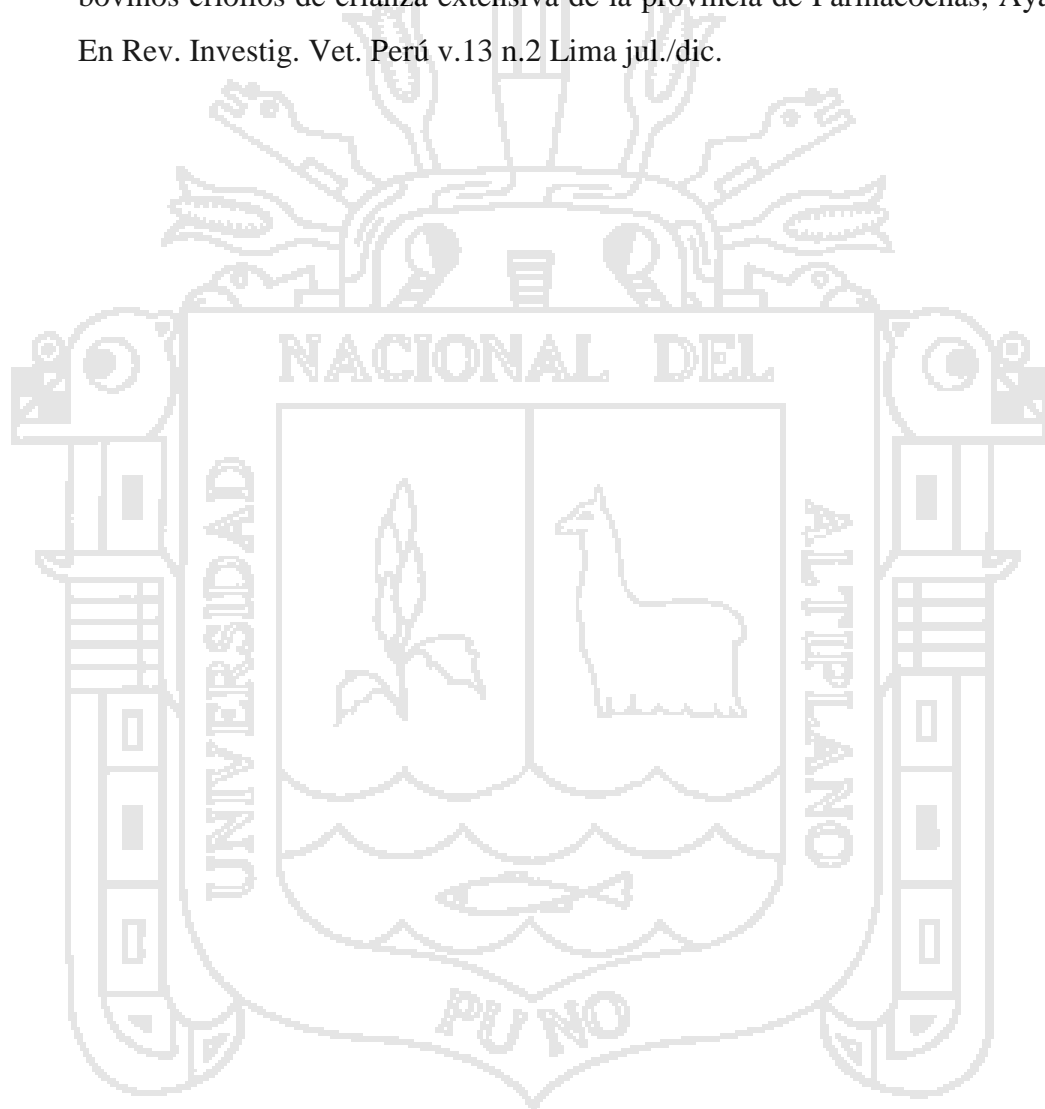 bovinos criollos de crianza extensiva de la provincia de Parinacochas,
En Rev. Investig. Vet. Perú v.13 n.2 Lima jul./dic.
UNIVERSIDAD
NACIONAL DEL
ALTIPLANO
PUNO